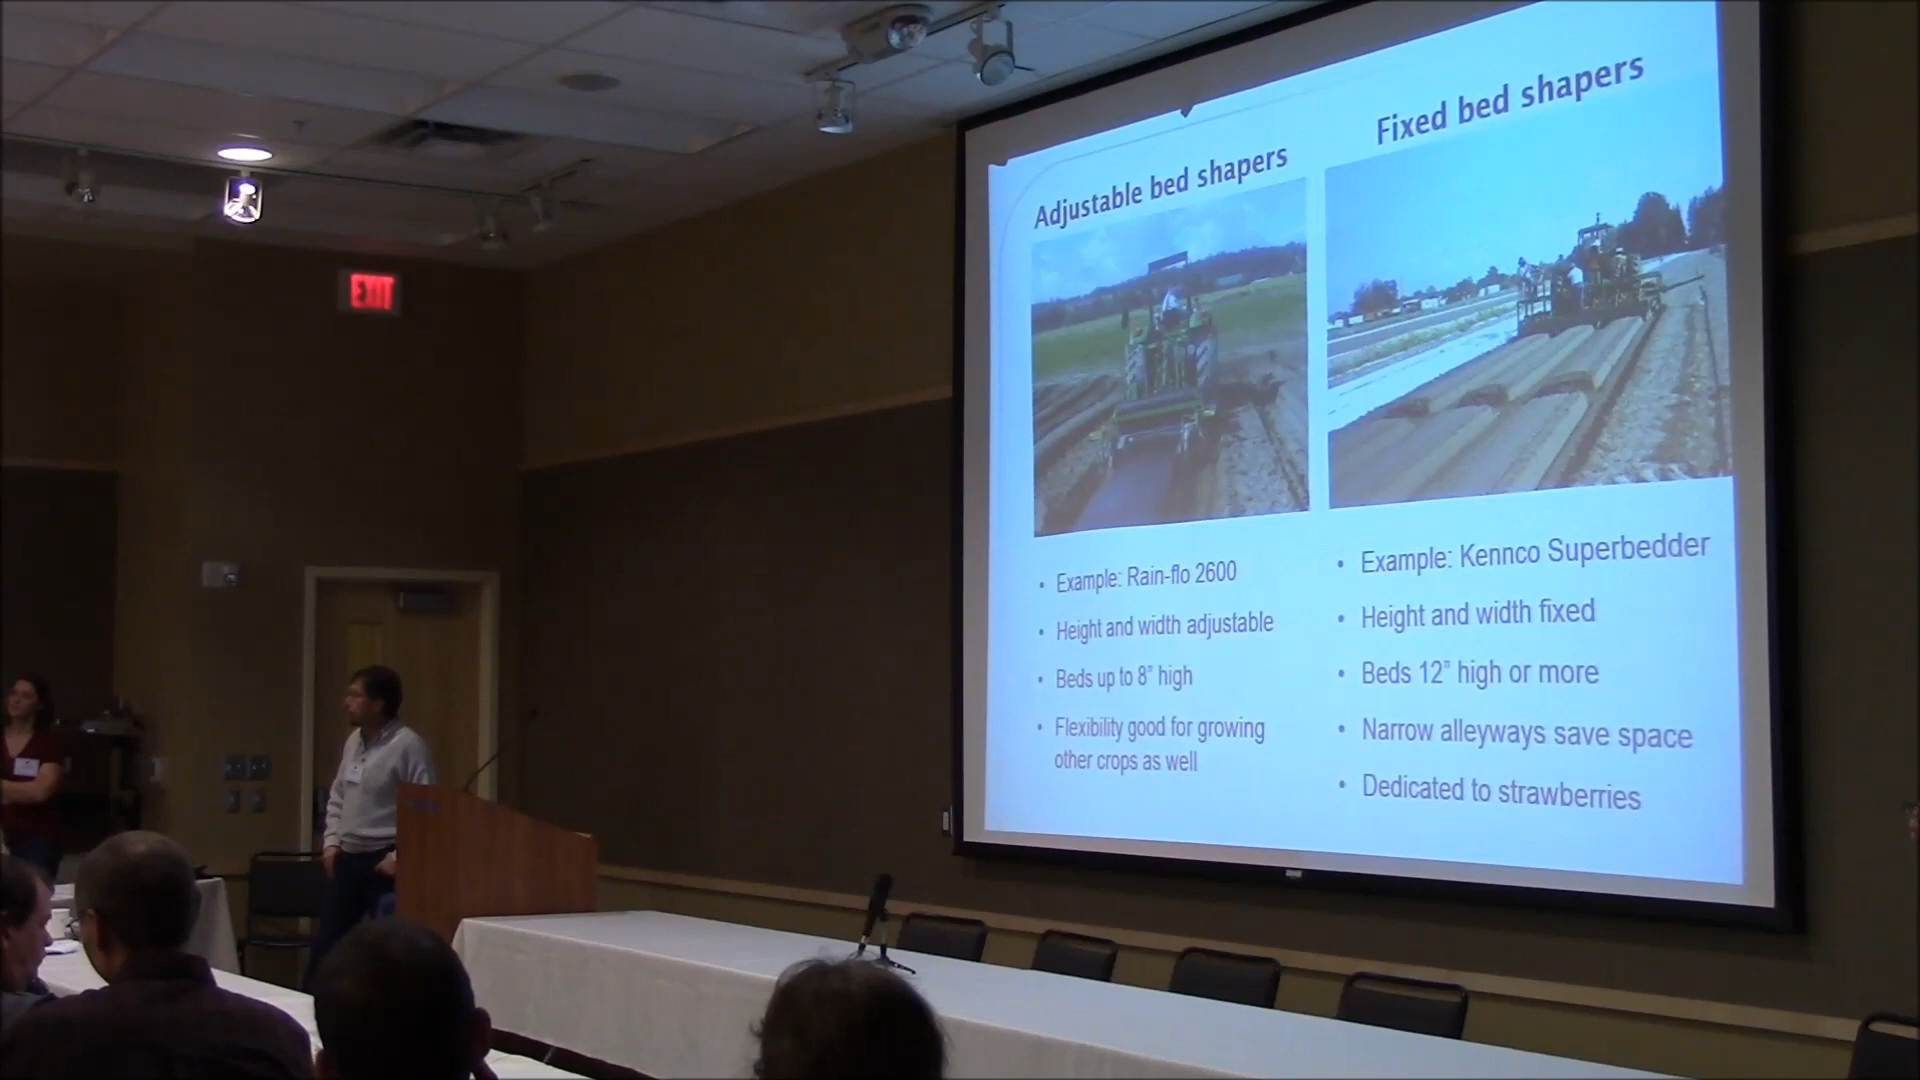 EXIT
Adjustable bed shapers
• Example: Rain-flo 2600
• Height and width adjustable
• Beds up to 8" high
• Flexibility good for growing
other crops as well
Fixed bed shapers
• Example: Kennco Superbedder
• Height and width fixed
• Beds 12" high or more
• Narrow alleyways save space
• Dedicated to strawberries